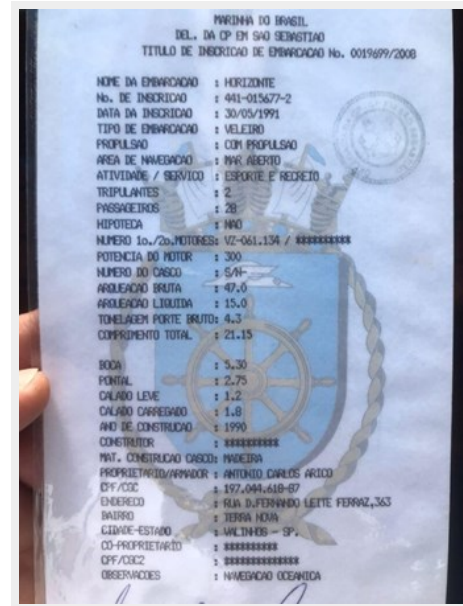 MARINHA DO BRASIL
DEL. DA CP EM SAO SEBASTIAO
TITULO DE INSCRICAO DE EMBARCACAO No. 0019699/2008
NOME DA EMBARCACAO : HORIZONTE
No. DE INSCRICAO : 441-015677-2
DATA DA INSCRICAO : 30/05/1991
TIPO DE EMBARCACAO : VELEIRO
PROPULSAO : COM PROPULSAO
AREA DE NAVEGACAO : MAR ABERTO
ATIVIDADE / SERVICO : ESPORTE E RECREIO
TRIPULANTES : 2
PASSAGEIROS : 28
HIPOTECA : NAO
NUMERO 1o./2o.MOTORES: VZ-061.134 / **********
POTENCIA DO MOTOR : 300
NUMERO DO CASCO : S/N-
ARQUEACAO BRUTA : 47.0
ARQUEACAO LIQUIDA : 15.0
TONELAGEM PORTE BRUTO: 4.3
COMPRIMENTO TOTAL : 21.15
BOCA : 5.30
PONTAL : 2.75
CALADO LEVE : 1.2
CALADO CARREGADO : 1.8
ANO DE CONSTRUCAO : 1990
CONSTRUTOR : **********
MAT. CONSTRUCAO CASCO: MADEIRA
PROPRIETARIO/ARMADOR : ANTONIO CARLOS ARICO
CPF/CGC : 197.044.618-87
ENDERECO : RUA D.FERNANDO LEITE FERRAZ,363
BAIRRO : TERRA NOVA
CIDADE-ESTADO : VALINHOS - SP.
CO-PROPRIETARIO : **********
CPF/CGC2 : **************
OBSERVACOES : NAVEGACAO OCEANICA